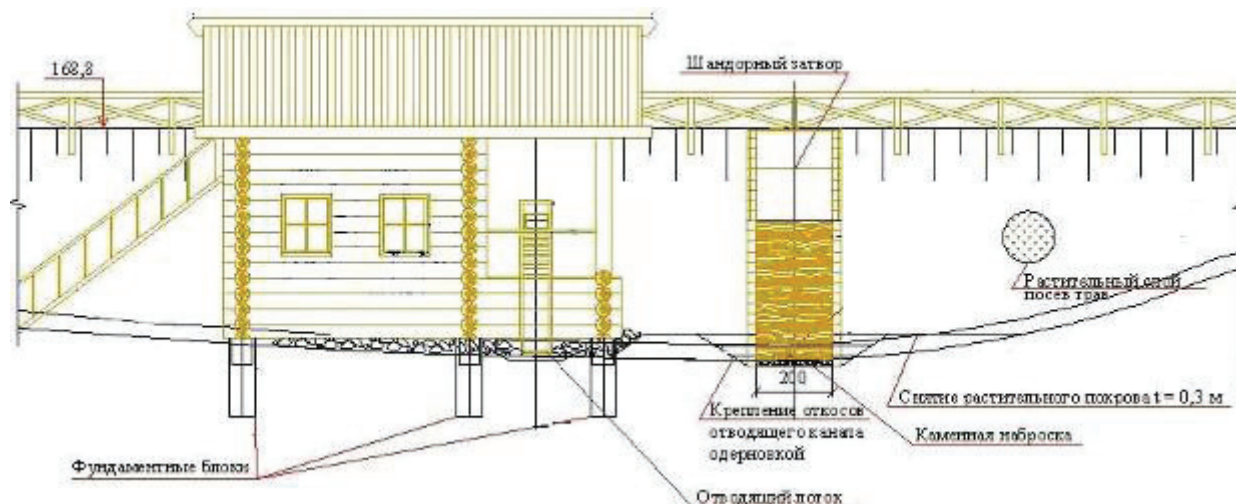 168,8
Шандорный затвор
Растительный слой
посев трав
200
Снятие растительного покрова t = 0,3 м
Крепление откосов
отводящего канала
одерновкой
Каменная наброска
Фундаментные блоки
Отводящий лоток